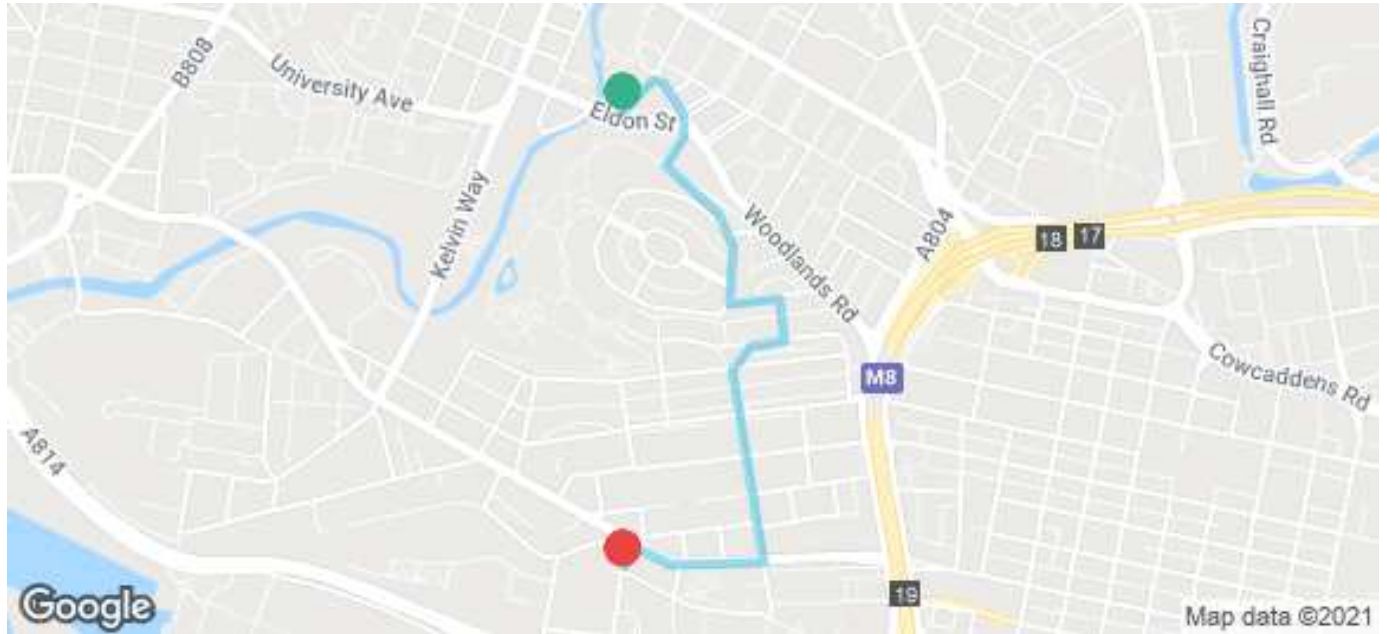 B808
University Ave
Eldon St
Craighall Rd
Kelvin Way
Woodlands Rd
A804
18
17
M8
Cowcaddens Rd
A814
19
Google
Map data ©2021